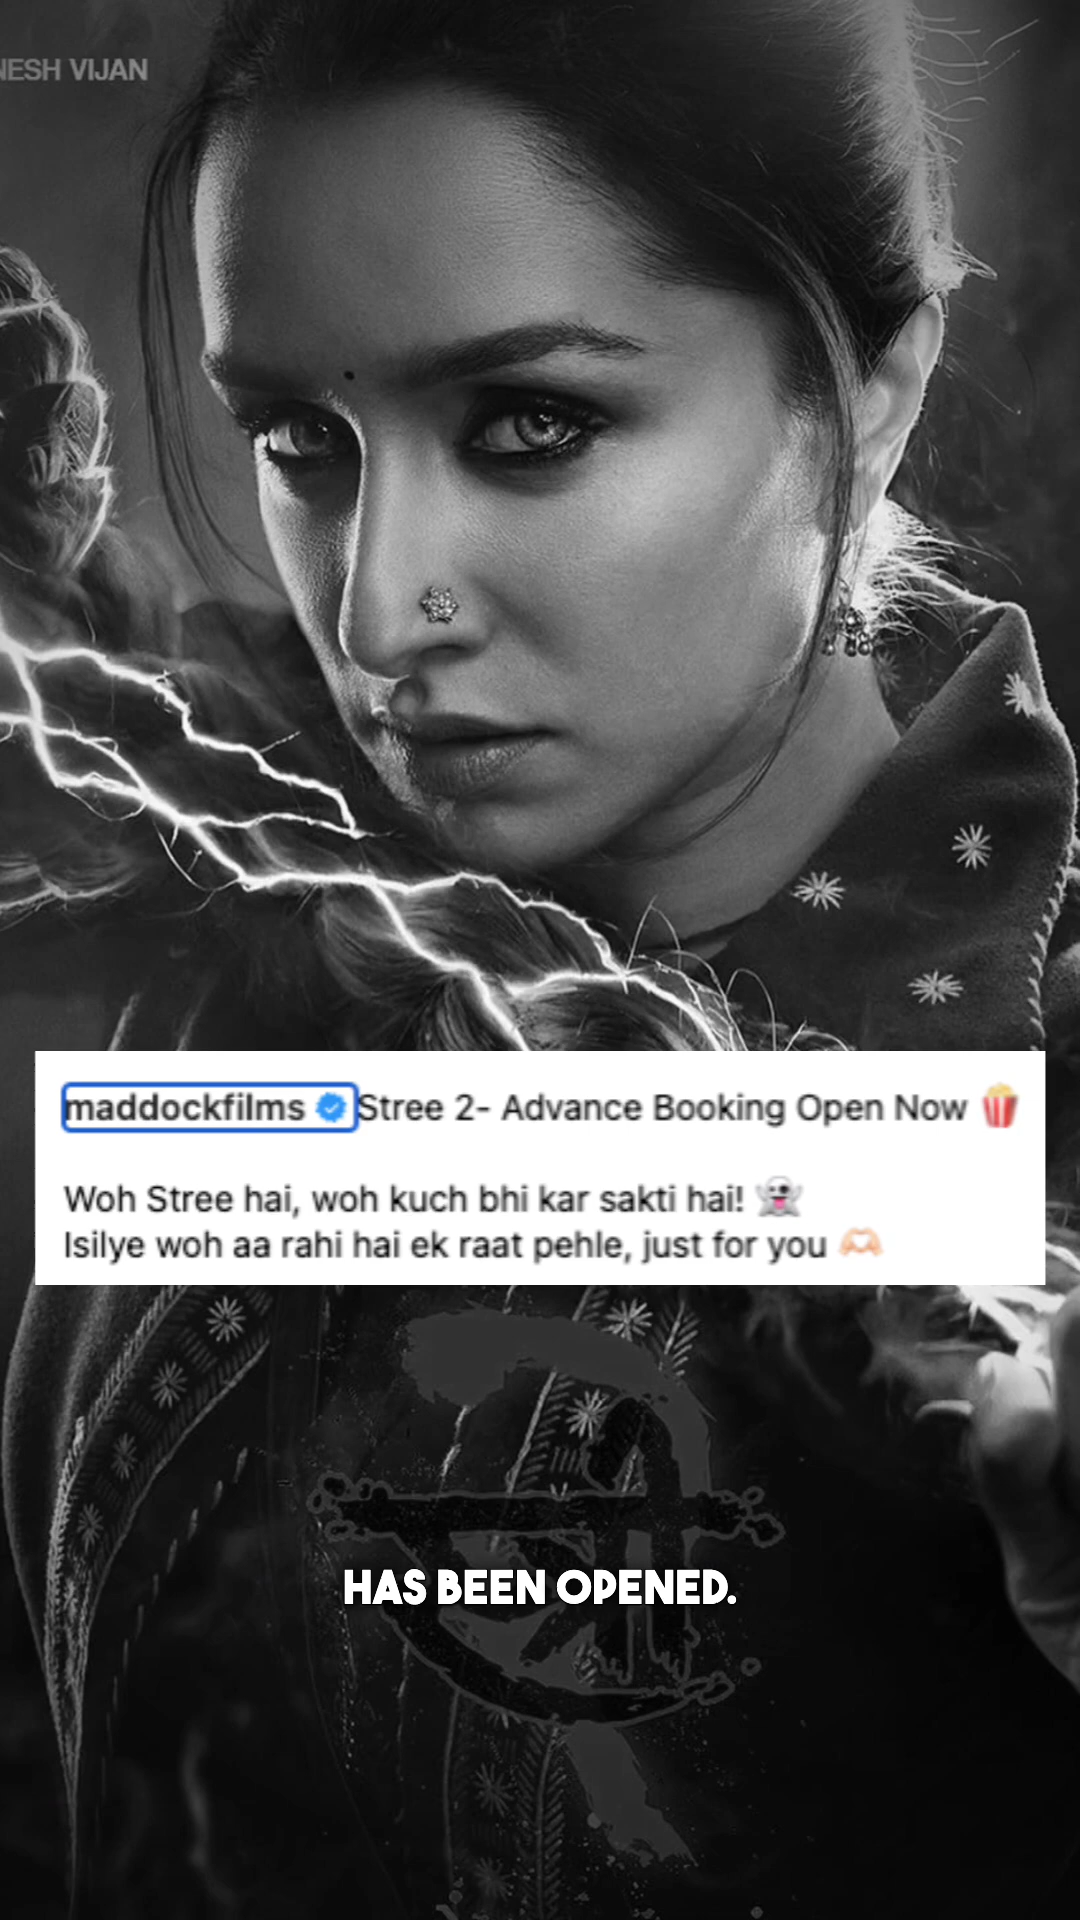 NESH VIJAN
maddockfilms Stree 2- Advance Booking Open Now 🍿
Woh Stree hai, woh kuch bhi kar sakti hai! 👻
Isilye woh aa rahi hai ek raat pehle, just for you 🫶🏻
HAS BEEN OPENED.